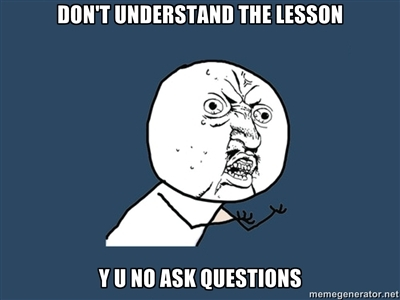 DON'T UNDERSTAND THE LESSON
Y U NO ASK QUESTIONS
memegenerator.net